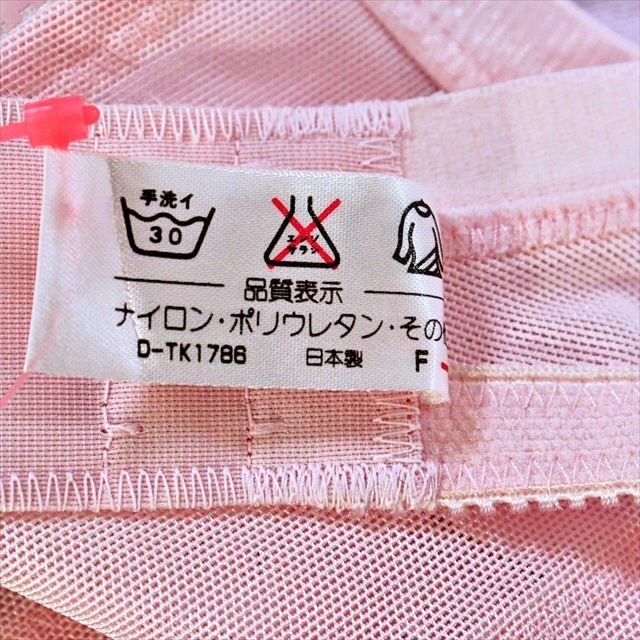 手洗イ
30
エンソ
サラシ
品質表示
ナイロン・ポリウレタン・その
D-TK1786 日本製 F